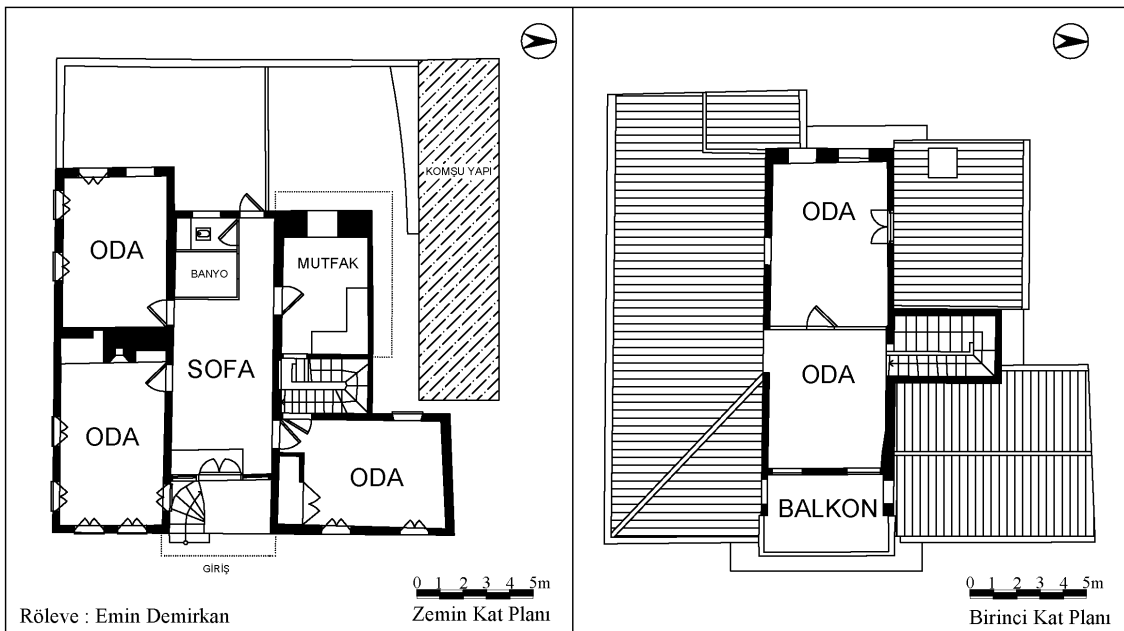 KOMŞU YAPI
ODA
BANYO
MUTFAK
SOFA
ODA
ODA
GİRİŞ
0 1 2 3 4 5m
Röleve : Emin Demirkan
Zemin Kat Planı
ODA
ODA
BALKON
0 1 2 3 4 5m
Birinci Kat Planı